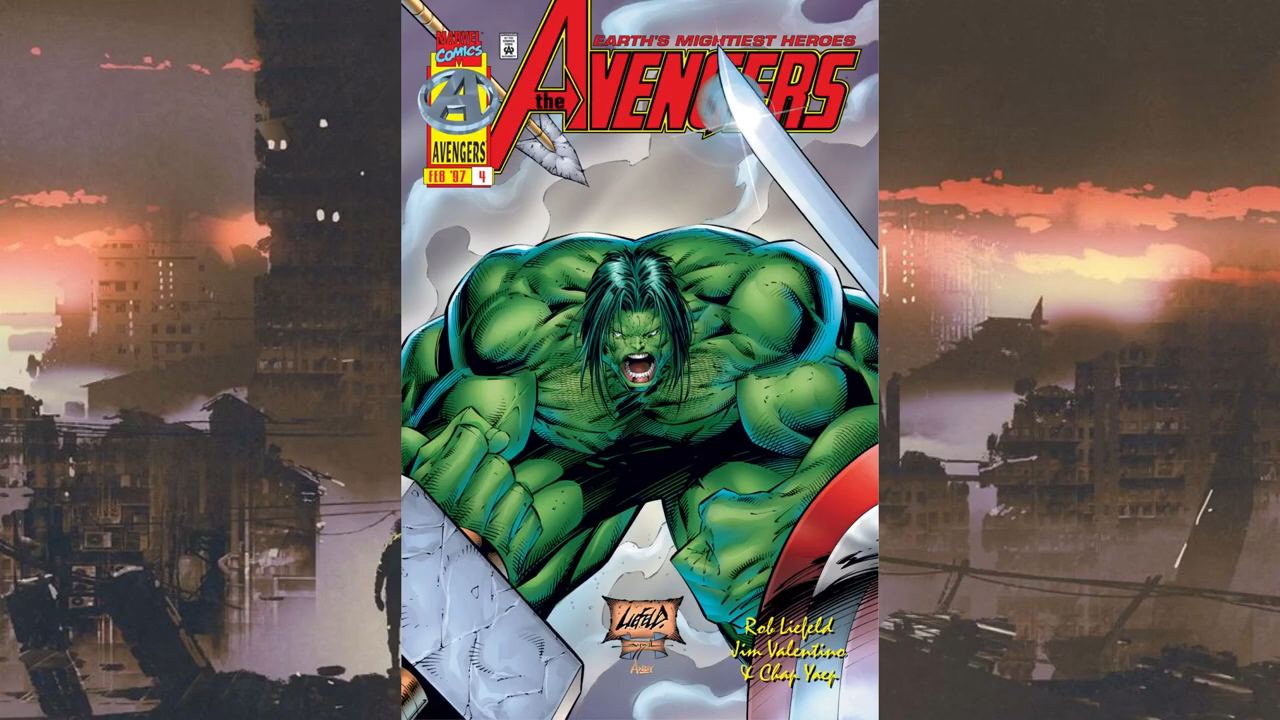 MARVEL
COMICS
EARTH'S MIGHTIEST HEROES
the AVENGERS
A
AVENGERS
FEB '97 4
LIEFELD
Rob Liefeld
Jim Valentino
& Chap Yaep